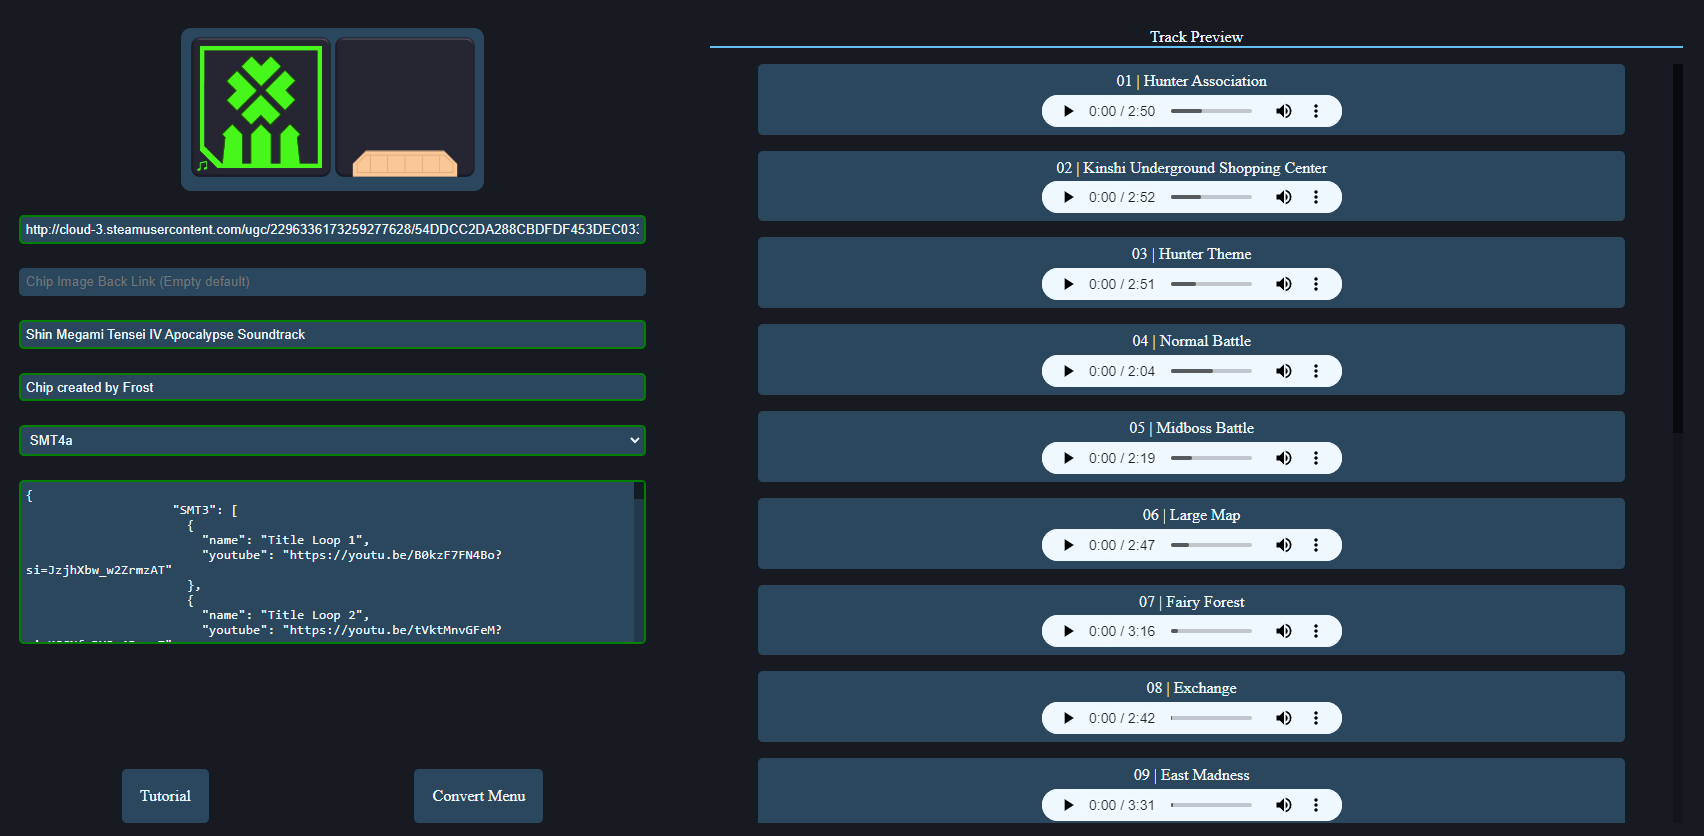 http://cloud-3.steamusercontent.com/ugc/2296336173259277628/54DDCC2DA288CBDFDF453DEC033
Chip Image Back Link (Empty default)
Shin Megami Tensei IV Apocalypse Soundtrack
Chip created by Frost
SMT4a
{
"SMT3": [
{
"name": "Title Loop 1",
"youtube": "https://youtu.be/B0kzF7FN4Bo?
si=JzjhXbw_w2ZrmzAT"
},
{
"name": "Title Loop 2",
"youtube": "https://youtu.be/tVktMnvGFeM?
Tutorial
Convert Menu
Track Preview
01 | Hunter Association
0:00 / 2:50
02 | Kinshi Underground Shopping Center
0:00 / 2:52
03 | Hunter Theme
0:00 / 2:51
04 | Normal Battle
0:00 / 2:04
05 | Midboss Battle
0:00 / 2:19
06 | Large Map
0:00 / 2:47
07 | Fairy Forest
0:00 / 3:16
08 | Exchange
0:00 / 2:42
09 | East Madness
0:00 / 3:31